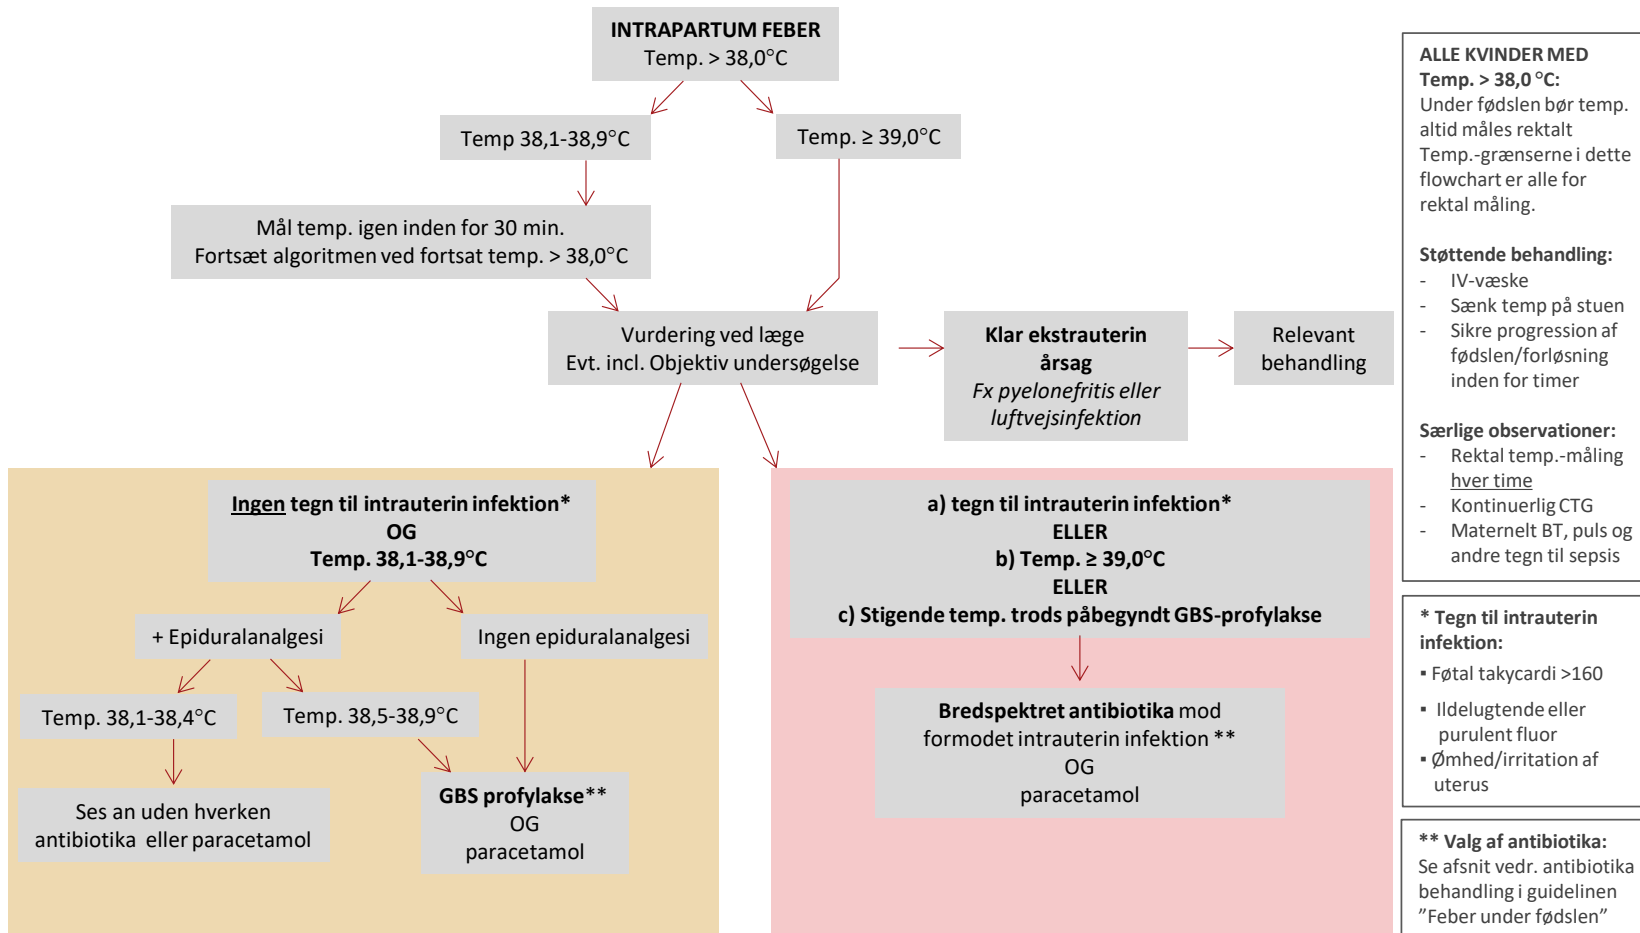 INTRAPARTUM FEBER
Temp. > 38,0°C
Temp 38,1-38,9°C
Temp. ≥ 39,0°C
Mål temp. igen inden for 30 min.
Fortsæt algoritmen ved fortsat temp. > 38,0°C
Vurdering ved læge
Evt. incl. Objektiv undersøgelse
Klar ekstrauterin
årsag
Fx pyelonefritis eller
luftvejsinfektion
Relevant
behandling
Ingen tegn til intrauterin infektion*
OG
Temp. 38,1-38,9°C
+ Epiduralanalgesi
Ingen epiduralanalgesi
Temp. 38,1-38,4°C
Temp. 38,5-38,9°C
Ses an uden hverken
antibiotika eller paracetamol
GBS profylakse**
OG
paracetamol
a) tegn til intrauterin infektion*
ELLER
b) Temp. ≥ 39,0°C
ELLER
c) Stigende temp. trods påbegyndt GBS-profylakse
Bredspektret antibiotika mod
formodet intrauterin infektion **
OG
paracetamol
ALLE KVINDER MED
Temp. > 38,0 °C:
Under fødslen bør temp.
altid måles rektalt
Temp.-grænserne i dette
flowchart er alle for
rektal måling.
Støttende behandling:
- IV-væske
- Sænk temp på stuen
- Sikre progression af
fødslen/forløsning
inden for timer
Særlige observationer:
- Rektal temp.-måling
hver time
- Kontinuerlig CTG
- Maternelt BT, puls og
andre tegn til sepsis
* Tegn til intrauterin
infektion:
▪ Føtal takycardi >160
▪ Ildelugtende eller
purulent fluor
▪ Ømhed/irritation af
uterus
** Valg af antibiotika:
Se afsnit vedr. antibiotika
behandling i guidelinen
”Feber under fødslen”